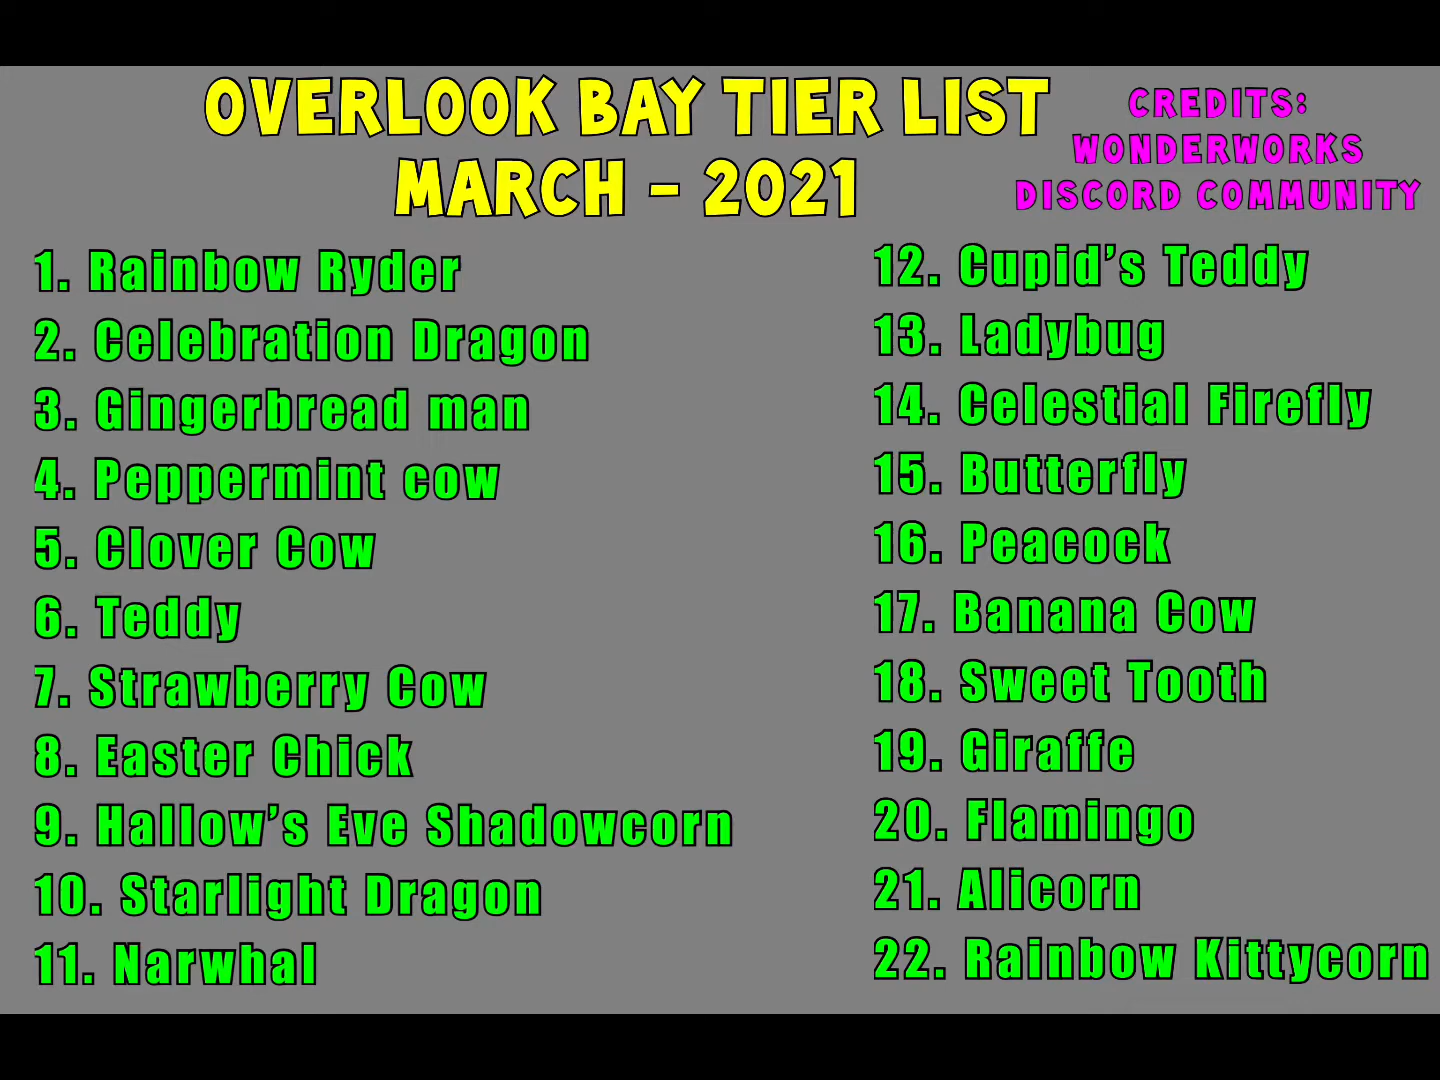 OVERLOOK BAY TIER LIST
MARCH - 2021
CREDITS:
WONDERWORKS
DISCORD COMMUNITY
1. Rainbow Ryder
2. Celebration Dragon
3. Gingerbread man
4. Peppermint cow
5. Clover Cow
6. Teddy
7. Strawberry Cow
8. Easter Chick
9. Hallow's Eve Shadowcorn
10. Starlight Dragon
11. Narwhal
12. Cupid's Teddy
13. Ladybug
14. Celestial Firefly
15. Butterfly
16. Peacock
17. Banana Cow
18. Sweet Tooth
19. Giraffe
20. Flamingo
21. Alicorn
22. Rainbow Kittycorn